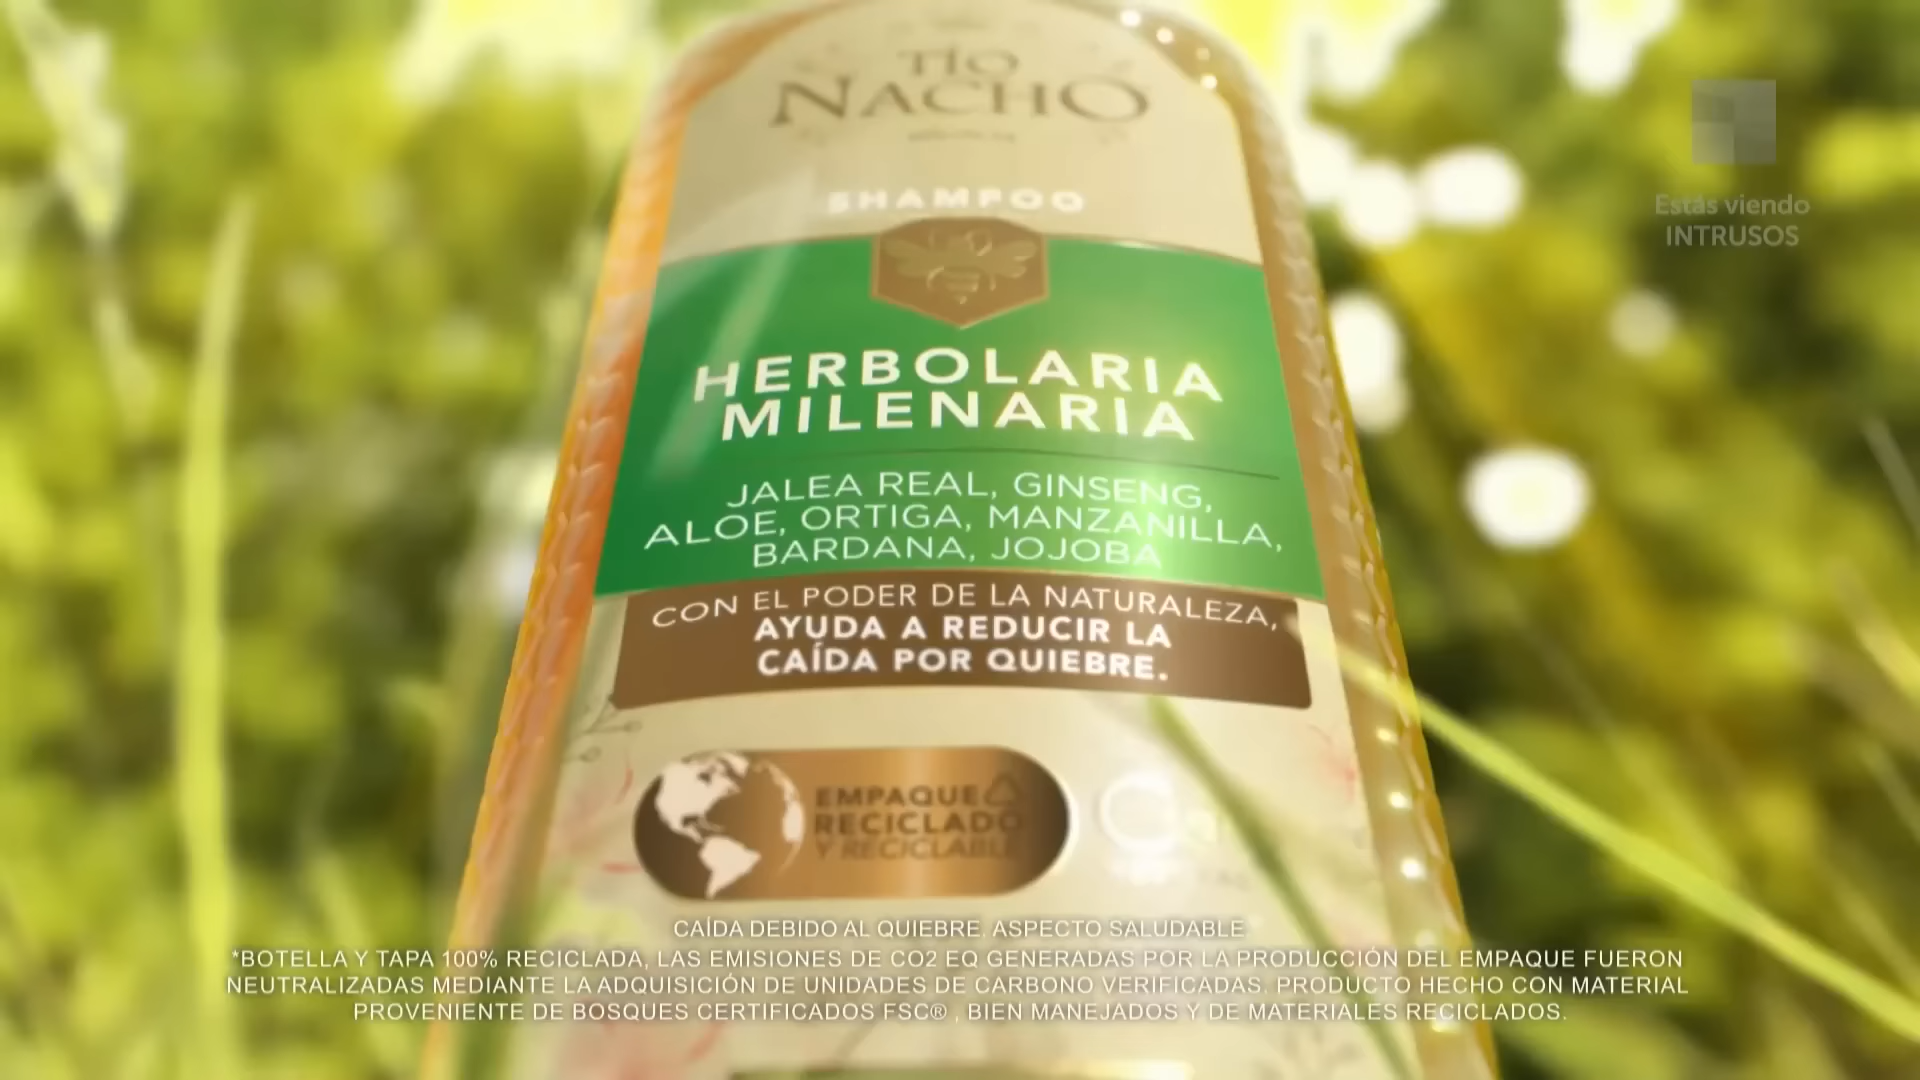 TÍO
NACHO
SHAMPOO
Estás viendo
INTRUSOS
HERBOLARIA
MILENARIA
JALEA REAL, GINSENG,
ALOE, ORTIGA, MANZANILLA,
BARDANA, JOJOBA
CON EL PODER DE LA NATURALEZA,
AYUDA A REDUCIR LA
CAÍDA POR QUIEBRE.
EMPAQUE
RECICLADO
Y RECICLABLE
CAÍDA DEBIDO AL QUIEBRE. ASPECTO SALUDABLE
*BOTELLA Y TAPA 100% RECICLADA, LAS EMISIONES DE CO2 EQ GENERADAS POR LA PRODUCCIÓN DEL EMPAQUE FUERON
NEUTRALIZADAS MEDIANTE LA ADQUISICIÓN DE UNIDADES DE CARBONO VERIFICADAS. PRODUCTO HECHO CON MATERIAL
PROVENIENTE DE BOSQUES CERTIFICADOS FSC® , BIEN MANEJADOS Y DE MATERIALES RECICLADOS.